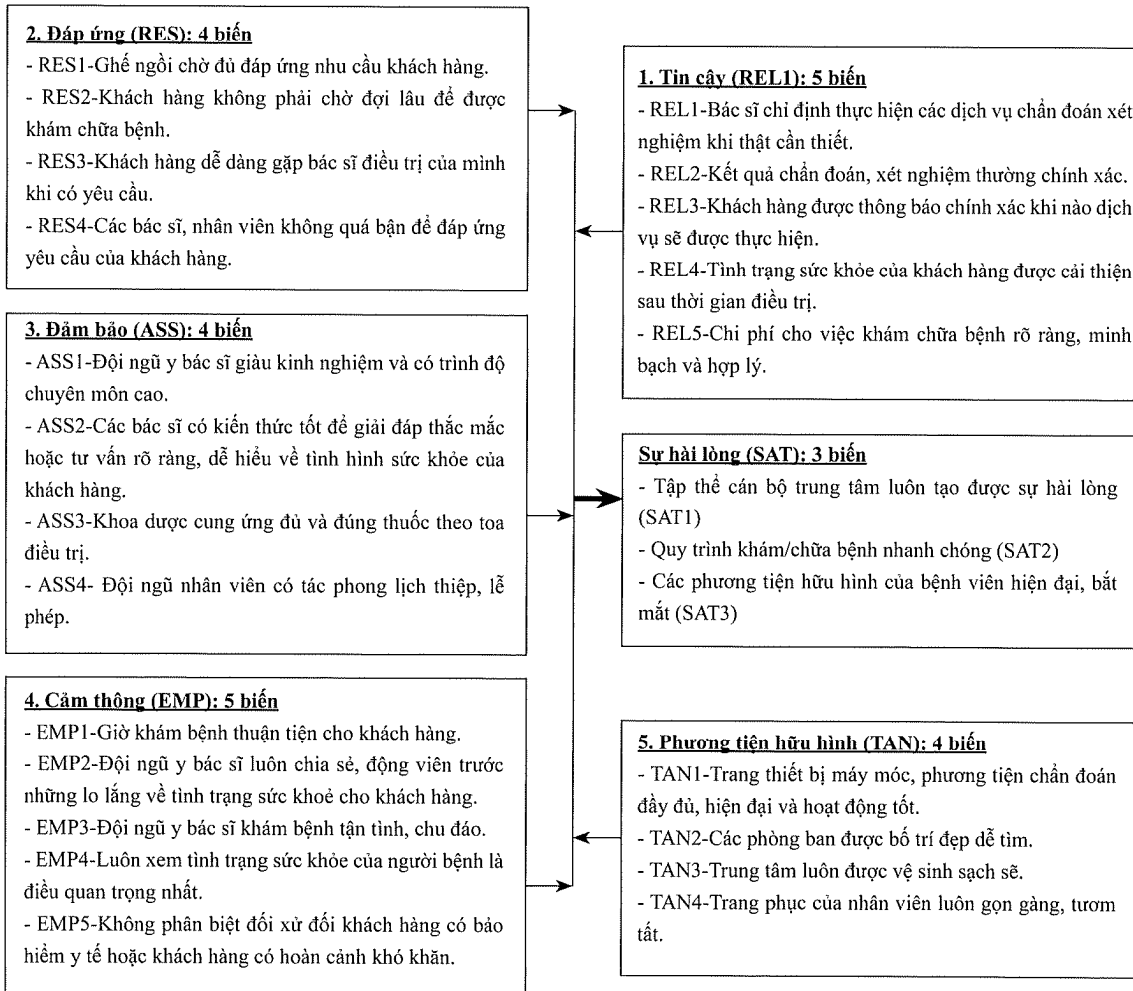 2. Đáp ứng (RES): 4 biến
- RES1-Ghế ngồi chờ đủ đáp ứng nhu cầu khách hàng.
- RES2-Khách hàng không phải chờ đợi lâu để được
khám chữa bệnh.
- RES3-Khách hàng dễ dàng gặp bác sĩ điều trị của mình
khi có yêu cầu.
- RES4-Các bác sĩ, nhân viên không quá bận để đáp ứng
yêu cầu của khách hàng.
3. Đảm bảo (ASS): 4 biến
- ASS1-Đội ngũ y bác sĩ giàu kinh nghiệm và có trình độ
chuyên môn cao.
- ASS2-Các bác sĩ có kiến thức tốt để giải đáp thắc mắc
hoặc tư vấn rõ ràng, dễ hiểu về tình hình sức khỏe của
khách hàng.
- ASS3-Khoa dược cung ứng đủ và đúng thuốc theo toa
điều trị.
- ASS4- Đội ngũ nhân viên có tác phong lịch thiệp, lễ
phép.
4. Cảm thông (EMP): 5 biến
- EMP1-Giờ khám bệnh thuận tiện cho khách hàng.
- EMP2-Đội ngũ y bác sĩ luôn chia sẻ, động viên trước
những lo lắng về tình trạng sức khoẻ cho khách hàng.
- EMP3-Đội ngũ y bác sĩ khám bệnh tận tình, chu đáo.
- EMP4-Luôn xem tình trạng sức khỏe của người bệnh là
điều quan trọng nhất.
- EMP5-Không phân biệt đối xử đối khách hàng có bảo
hiểm y tế hoặc khách hàng có hoàn cảnh khó khăn.
1. Tin cậy (REL1): 5 biến
- REL1-Bác sĩ chỉ định thực hiện các dịch vụ chẩn đoán xét
nghiệm khi thật cần thiết.
- REL2-Kết quả chẩn đoán, xét nghiệm thường chính xác.
- REL3-Khách hàng được thông báo chính xác khi nào dịch
vụ sẽ được thực hiện.
- REL4-Tình trạng sức khỏe của khách hàng được cải thiện
sau thời gian điều trị.
- REL5-Chi phí cho việc khám chữa bệnh rõ ràng, minh
bạch và hợp lý.
Sự hài lòng (SAT): 3 biến
- Tập thể cán bộ trung tâm luôn tạo được sự hài lòng
(SAT1)
- Quy trình khám/chữa bệnh nhanh chóng (SAT2)
- Các phương tiện hữu hình của bệnh viên hiện đại, bắt
mắt (SAT3)
5. Phương tiện hữu hình (TAN): 4 biến
- TAN1-Trang thiết bị máy móc, phương tiện chẩn đoán
đầy đủ, hiện đại và hoạt động tốt.
- TAN2-Các phòng ban được bố trí đẹp dễ tìm.
- TAN3-Trung tâm luôn được vệ sinh sạch sẽ.
- TAN4-Trang phục của nhân viên luôn gọn gàng, tươm
tất.